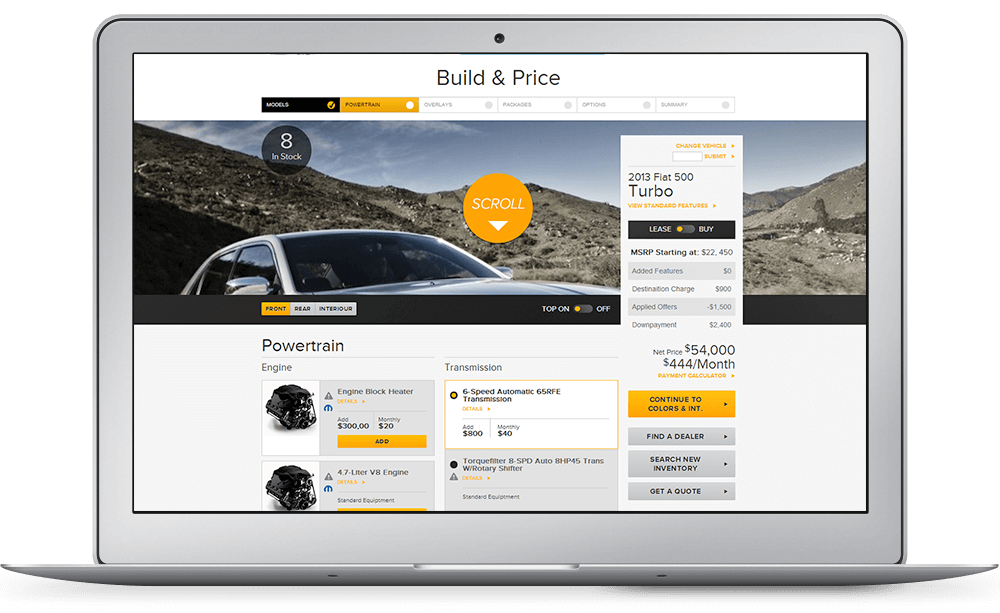 Build & Price
MODELS
POWERTRAIN
OVERLAYS
PACKAGES
OPTIONS
SUMMARY
8
In Stock
SCROLL
CHANGE VEHICLE
SUBMIT
2013 Fiat 500
Turbo
VIEW STANDARD FEATURES
LEASE BUY
MSRP Starting at: $22, 450
Added Features $0
Destinaition Charge $900
Applied Offers -$1,500
Downpayment $2,400
Net Price $54,000
$444/Month
PAYMENT CALCULATOR
CONTINUE TO
COLORS & INT.
FIND A DEALER
SEARCH NEW
INVENTORY
GET A QUOTE
FRONT REAR INTERIOUR
TOP ON OFF
Powertrain
Engine
Engine Block Heater
DETAILS
Add Monthly
$300,00 $20
ADD
4.7-Liter V8 Engine
DETAILS
Standard Equiptment
Transmission
6-Speed Automatic 65RFE
Transmission
DETAILS
Add Monthly
$800 $40
Torquefilter 8-SPD Auto 8HP45 Trans
W/Rotary Shifter
DETAILS
Standard Equiptment